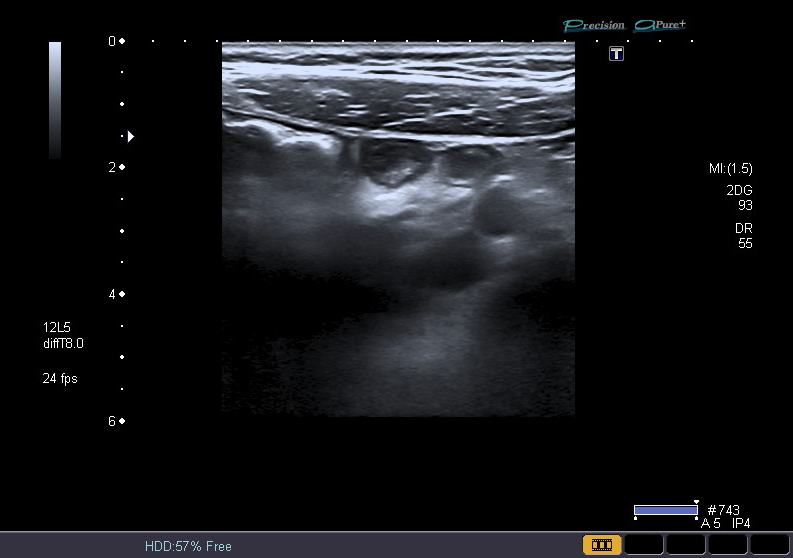 Precision aPure+
0
T
2
MI:(1.5)
2DG
93
DR
55
4
12L5
diffT8.0
24 fps
6
#743
A 5 IP4
HDD:57% Free